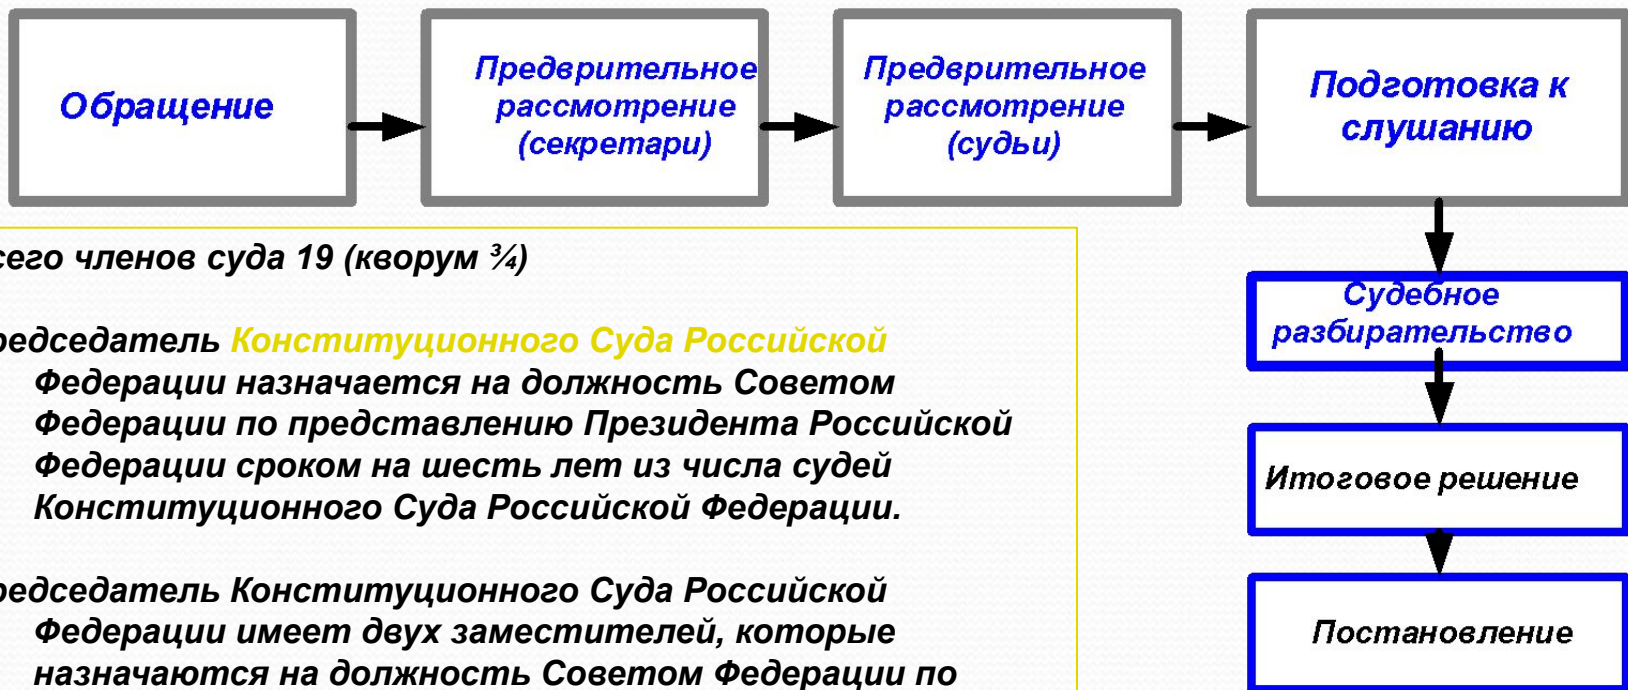 Обращение
Предврительное
рассмотрение
(секретари)
Предврительное
рассмотрение
(судьи)
Подготовка к
слушанию
сего членов суда 19 (кворум ¾)
редседатель Конституционного Суда Российской
Федерации назначается на должность Советом
Федерации по представлению Президента Российской
Федерации сроком на шесть лет из числа судей
Конституционного Суда Российской Федерации.
редседатель Конституционного Суда Российской
Федерации имеет двух заместителей, которые
назначаются на должность Советом Федерации по
Судебное
разбирательство
Итоговое решение
Постановление